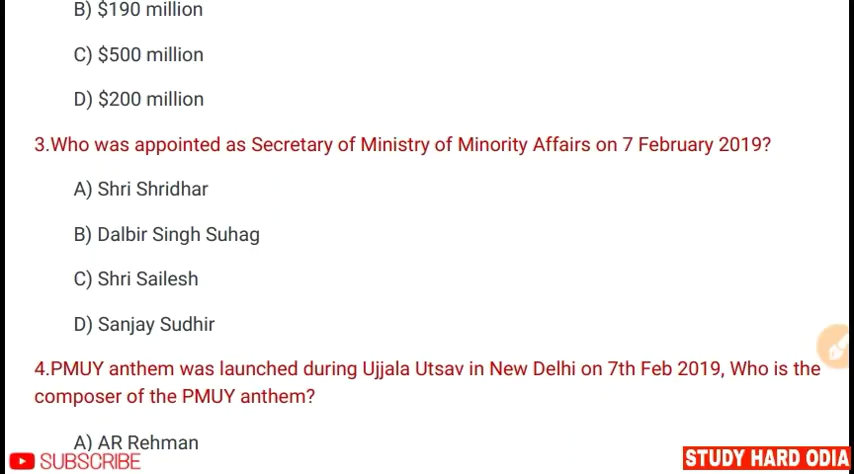 B) $190 million
C) $500 million
D) $200 million
3.Who was appointed as Secretary of Ministry of Minority Affairs on 7 February 2019?
A) Shri Shridhar
B) Dalbir Singh Suhag
C) Shri Sailesh
D) Sanjay Sudhir
4.PMUY anthem was launched during Ujjala Utsav in New Delhi on 7th Feb 2019, Who is the
composer of the PMUY anthem?
A) AR Rehman
SUBSCRIBE
STUDY HARD ODIA